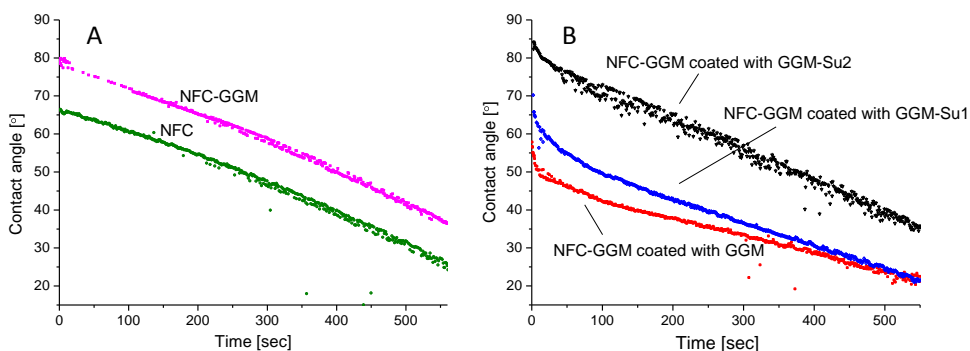 A
90
80
70
60
50
40
30
20
Contact angle [°]
NFC-GGM
NFC
0
100
200
300
400
500
Time [sec]
B
90
80
70
60
50
40
30
20
Contact angle [°]
NFC-GGM coated with GGM-Su2
NFC-GGM coated with GGM-Su1
NFC-GGM coated with GGM
0
100
200
300
400
500
Time [sec]